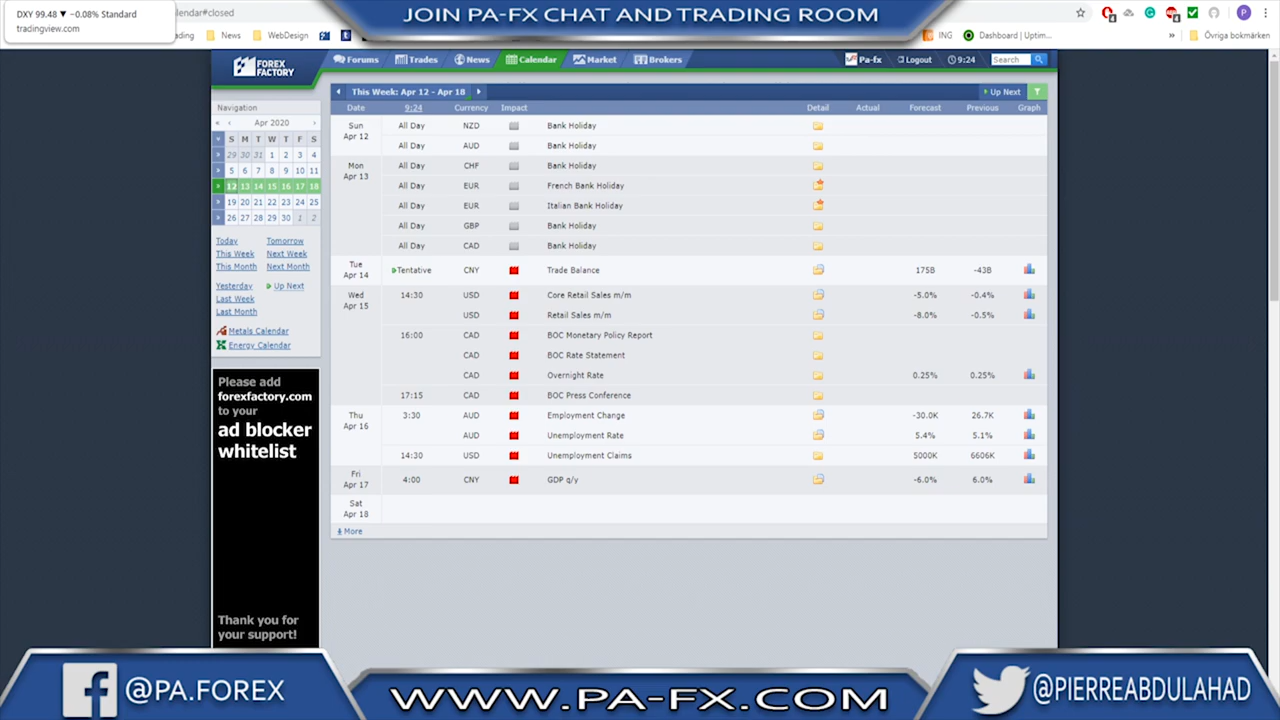 DXY 99.48 ▼ −0.08% Standard
tradingview.com
JOIN PA-FX CHAT AND TRADING ROOM
alendar#closed
ading News WebDesign ING Dashboard | Uptim... » Övriga bokmärken
FOREX FACTORY Forums Trades News Calendar Market Brokers Pa-fx Logout 9:24 Search
Navigation
« ‹ Apr 2020 ›
S M T W T F S
29 30 31 1 2 3 4
5 6 7 8 9 10 11
12 13 14 15 16 17 18
19 20 21 22 23 24 25
26 27 28 29 30 1 2
Today Tomorrow
This Week Next Week
This Month Next Month
Yesterday Up Next
Last Week
Last Month
Metals Calendar
Energy Calendar
Please add
forexfactory.com
to your
ad blocker
whitelist
Thank you for
your support!
This Week: Apr 12 - Apr 18 Up Next
Date 9:24 Currency Impact Detail Actual Forecast Previous Graph
Sun Apr 12 All Day NZD Bank Holiday
All Day AUD Bank Holiday
Mon Apr 13 All Day CHF Bank Holiday
All Day EUR French Bank Holiday
All Day EUR Italian Bank Holiday
All Day GBP Bank Holiday
All Day CAD Bank Holiday
Tue Apr 14 Tentative CNY Trade Balance 175B -43B
Wed Apr 15 14:30 USD Core Retail Sales m/m -5.0% -0.4%
USD Retail Sales m/m -8.0% -0.5%
16:00 CAD BOC Monetary Policy Report
CAD BOC Rate Statement
CAD Overnight Rate 0.25% 0.25%
17:15 CAD BOC Press Conference
Thu Apr 16 3:30 AUD Employment Change -30.0K 26.7K
AUD Unemployment Rate 5.4% 5.1%
14:30 USD Unemployment Claims 5000K 6606K
Fri Apr 17 4:00 CNY GDP q/y -6.0% 6.0%
Sat Apr 18
More
@PA.FOREX
WWW.PA-FX.COM
@PIERREABDULAHAD